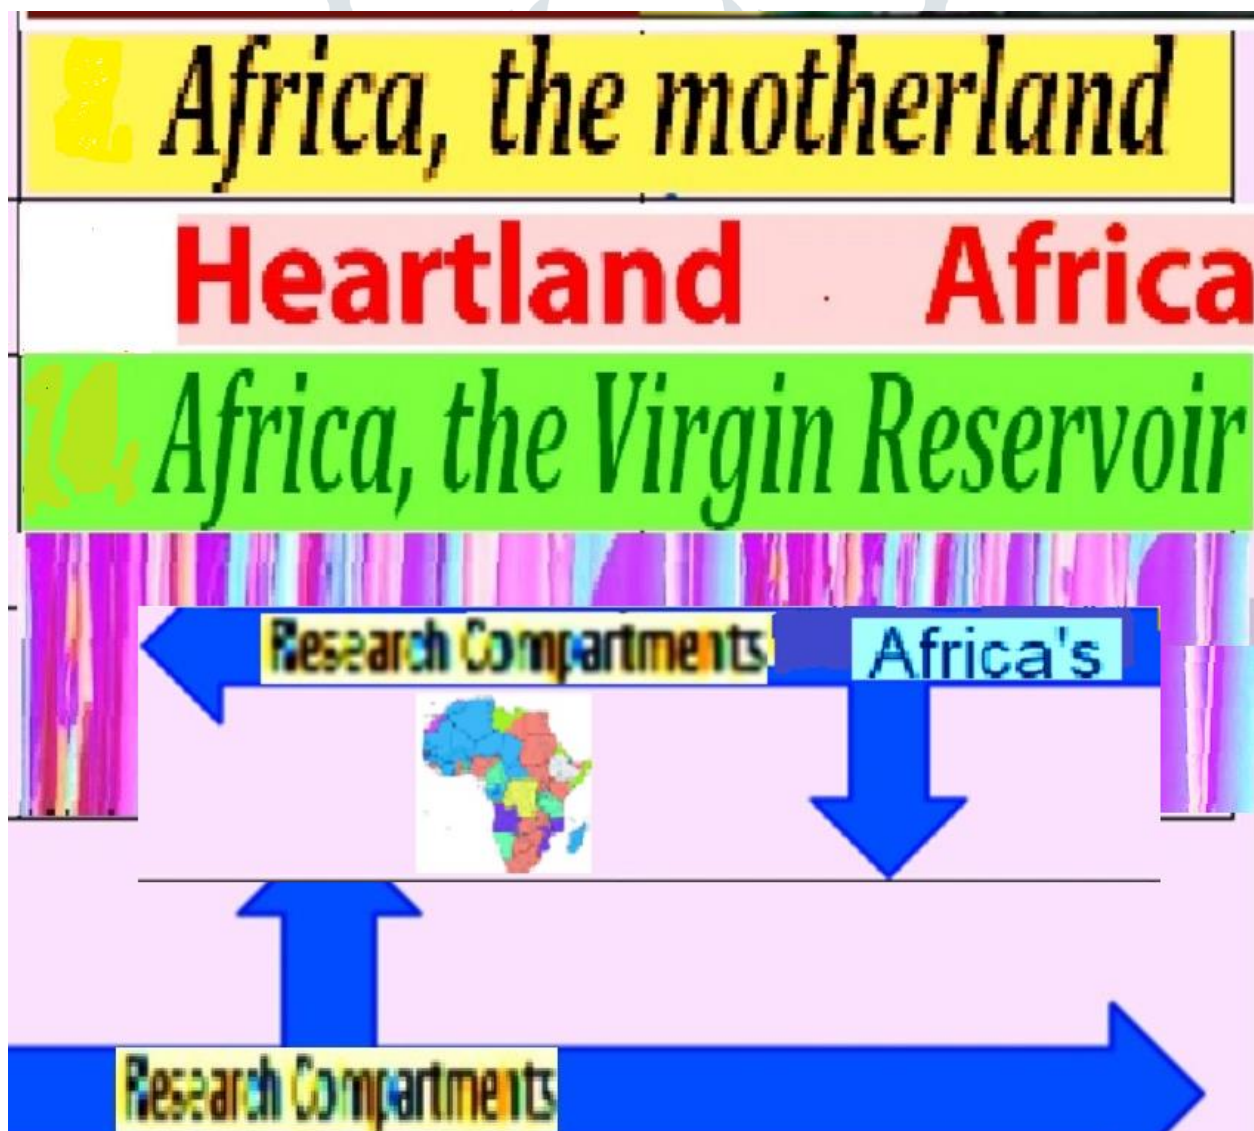 Africa, the motherland
Heartland Africa
Africa, the Virgin Reservoir
Research Compartments Africa's
Research Compartments